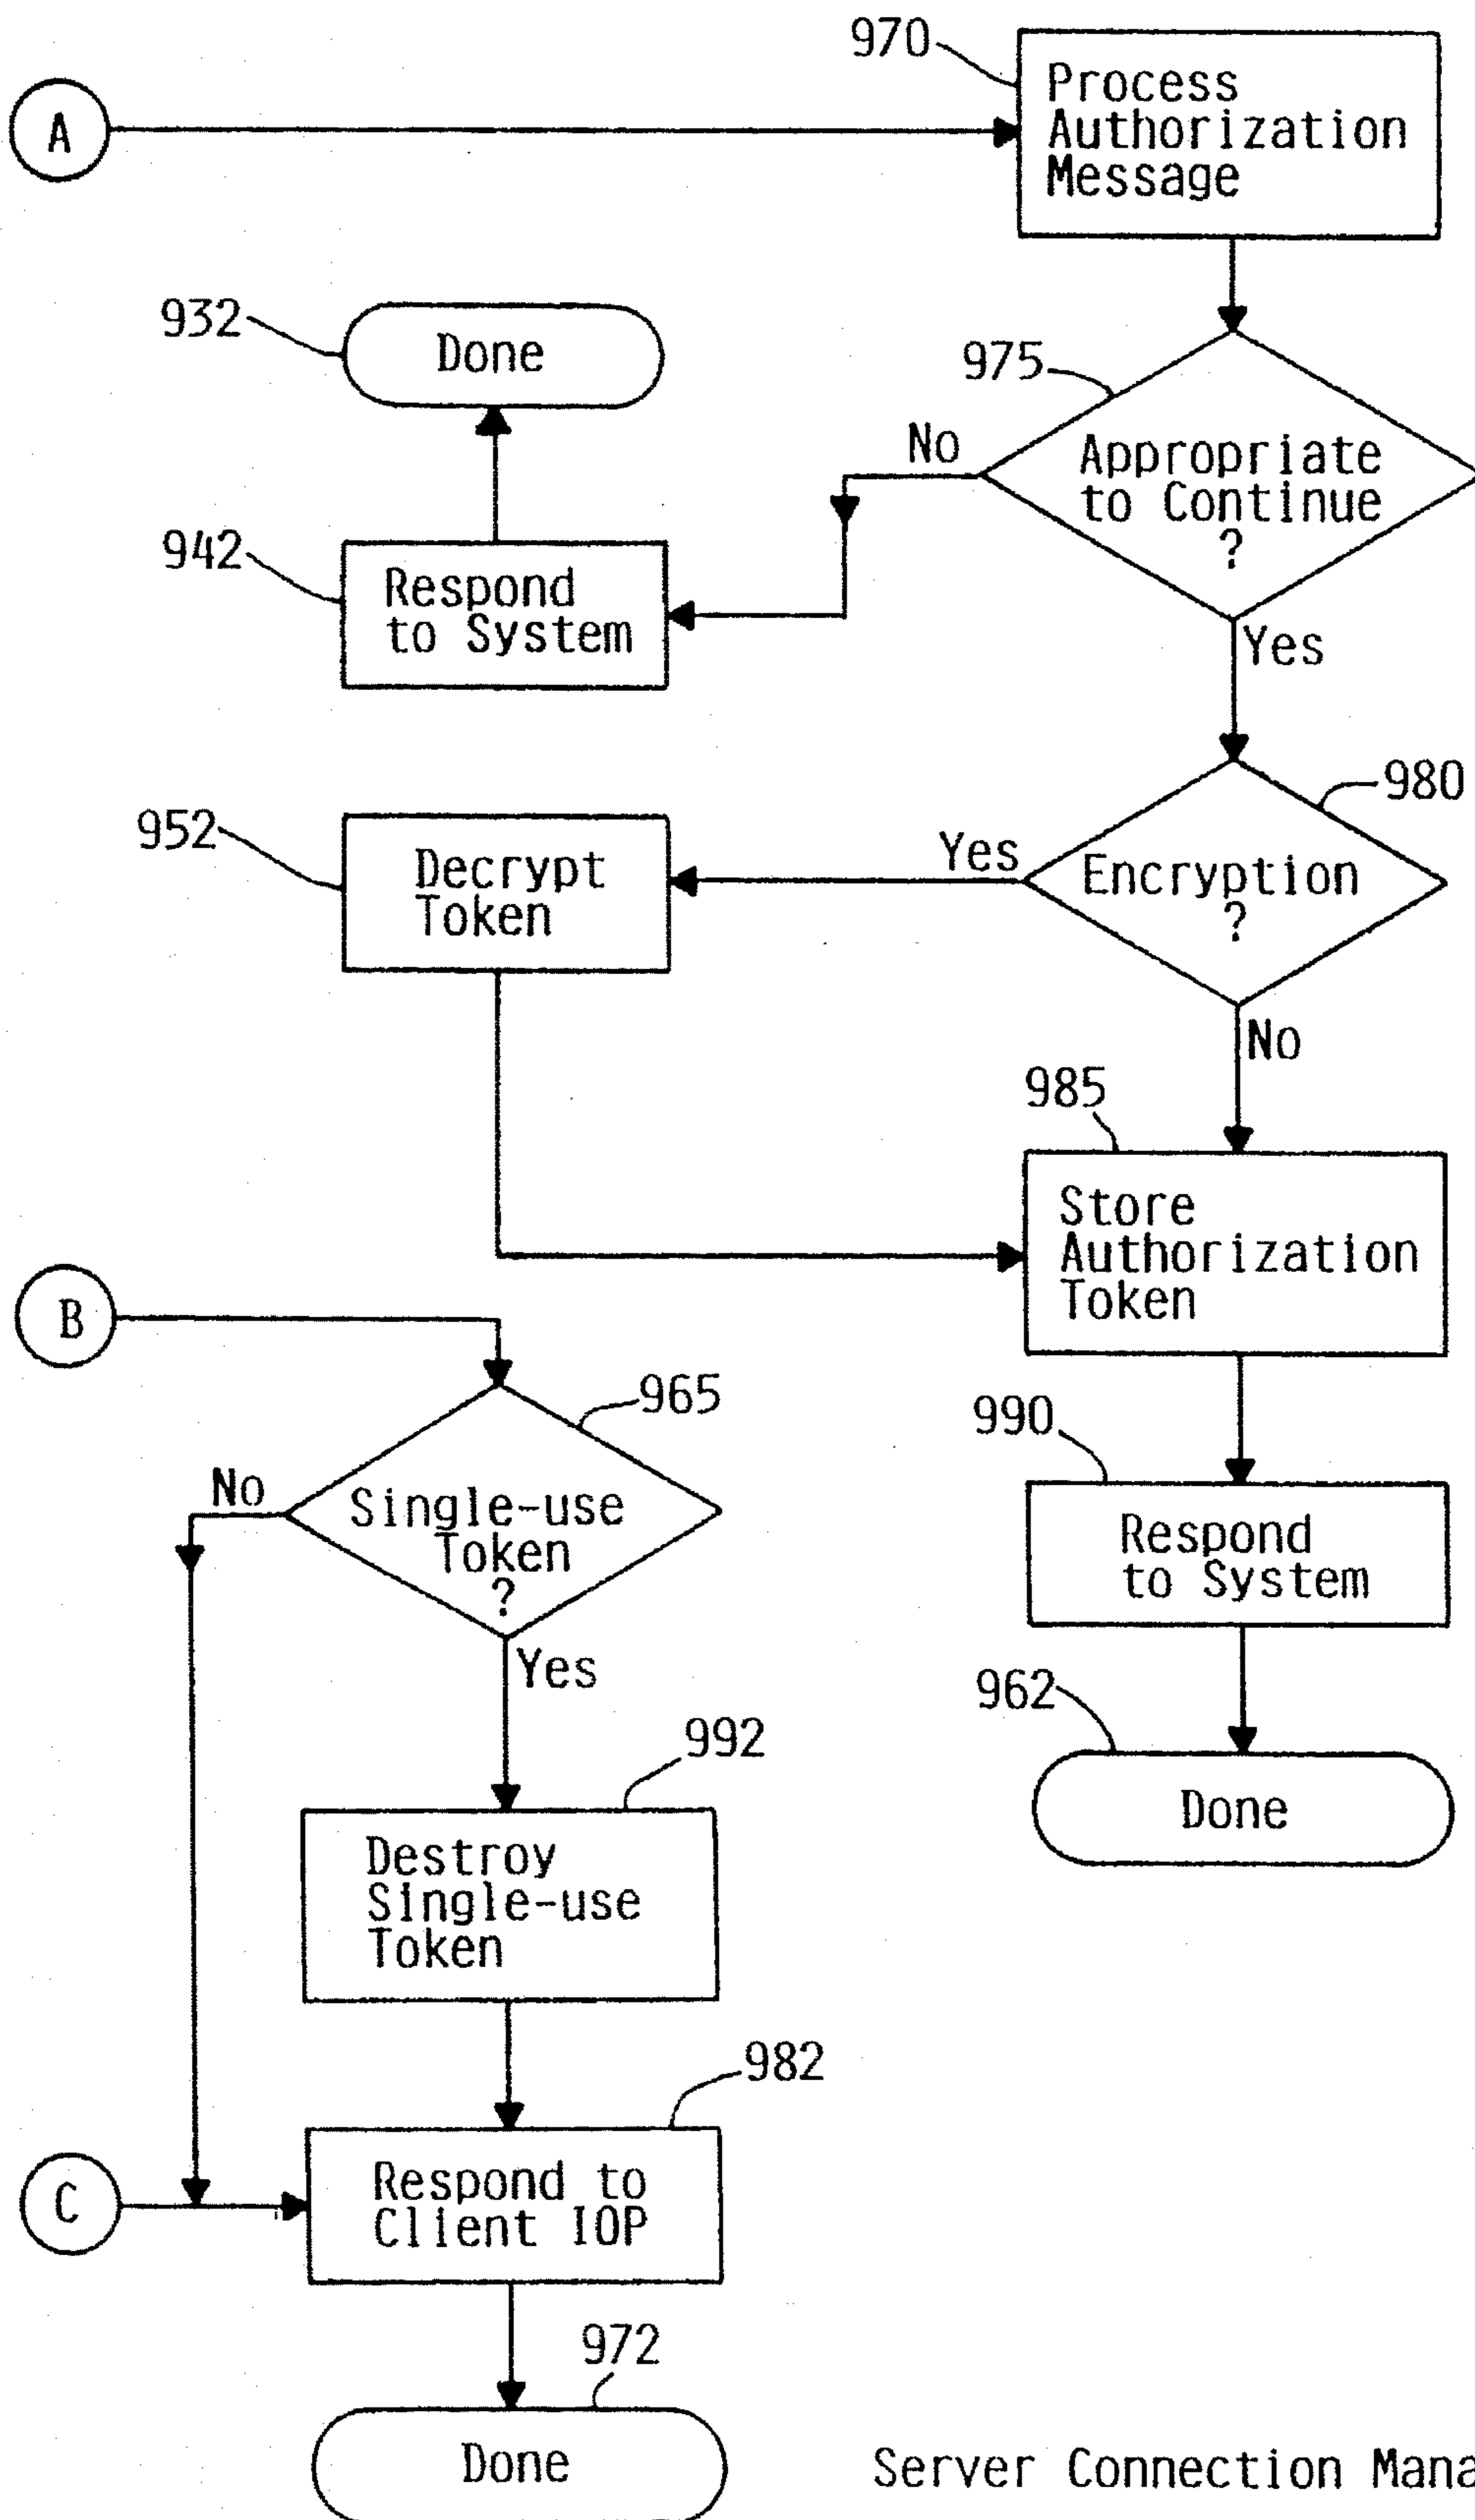 970
Process
Authorization
Message
A
932
Done
975
No
Appropriate
to Continue
?
942
Respond
to System
Yes
980
952
Decrypt
Token
Yes
Encryption
?
No
985
Store
Authorization
Token
B
965
990
No
Single-use
Token
?
Respond
to System
Yes
962
992
Done
Destroy
Single-use
Token
982
C
Respond to
Client IOP
972
Done
Server Connection Mana